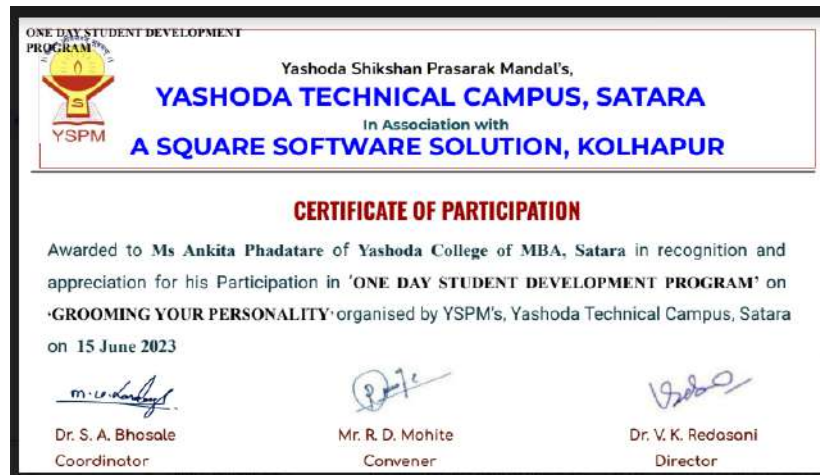 ONE DAY STUDENT DEVELOPMENT
PROGRAM
YSPM
Yashoda Shikshan Prasarak Mandal's,
YASHODA TECHNICAL CAMPUS, SATARA
In Association with
A SQUARE SOFTWARE SOLUTION, KOLHAPUR
CERTIFICATE OF PARTICIPATION
Awarded to Ms Ankita Phadatare of Yashoda College of MBA, Satara in recognition and
appreciation for his Participation in 'ONE DAY STUDENT DEVELOPMENT PROGRAM' on
'GROOMING YOUR PERSONALITY' organised by YSPM's, Yashoda Technical Campus, Satara
on 15 June 2023
Dr. S. A. Bhosale Mr. R. D. Mohite Dr. V. K. Redasani
Coordinator Convener Director